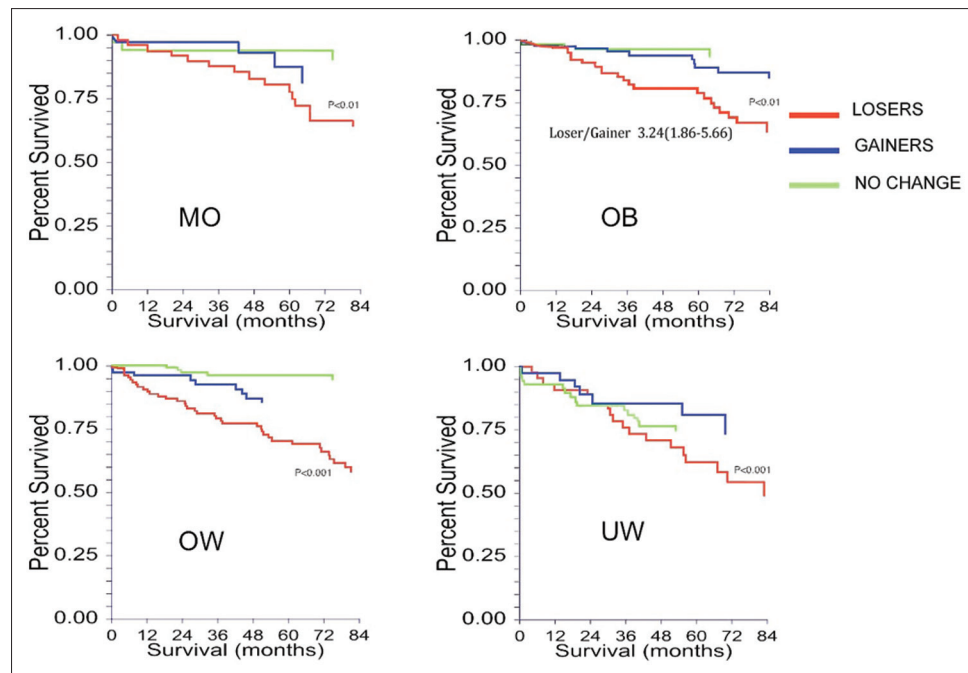 Percent Survived
1.00
0.75
0.50
0.25
0.00
P<0.01
MO
0 12 24 36 48 60 72 84
Survival (months)
Percent Survived
1.00
0.75
0.50
0.25
0.00
P<0.01
Loser/Gainer 3.24(1.86-5.66)
OB
0 12 24 36 48 60 72 84
Survival (months)
LOSERS
GAINERS
NO CHANGE
Percent Survived
1.00
0.75
0.50
0.25
0.00
P<0.001
OW
0 12 24 36 48 60 72 84
Survival (months)
Percent Survived
1.00
0.75
0.50
0.25
0.00
P<0.001
UW
0 12 24 36 48 60 72 84
Survival (months)